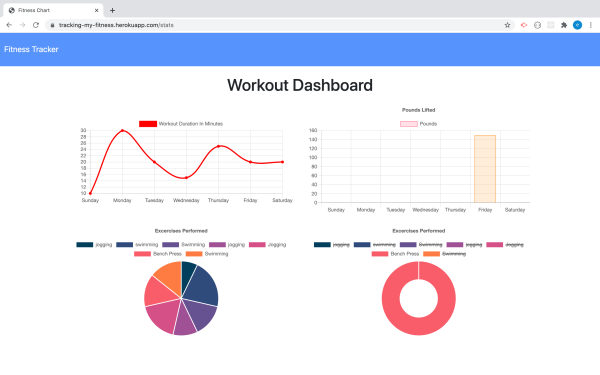 Fitness Chart
tracking-my-fitness.herokuapp.com/stats
Fitness Tracker
Workout Dashboard
Workout Duration In Minutes
30
28
26
24
22
20
18
16
14
12
10
Sunday Monday Tuesday Wednesday Thursday Friday Saturday
Pounds Lifted
Pounds
160
140
120
100
80
60
40
20
0
Sunday Monday Tuesday Wednesday Thursday Friday Saturday
Excercises Performed
jogging swimming Swimming jogging Jogging
Bench Press Swimming
Excercises Performed
jogging swimming Swimming jogging Jogging
Bench Press Swimming